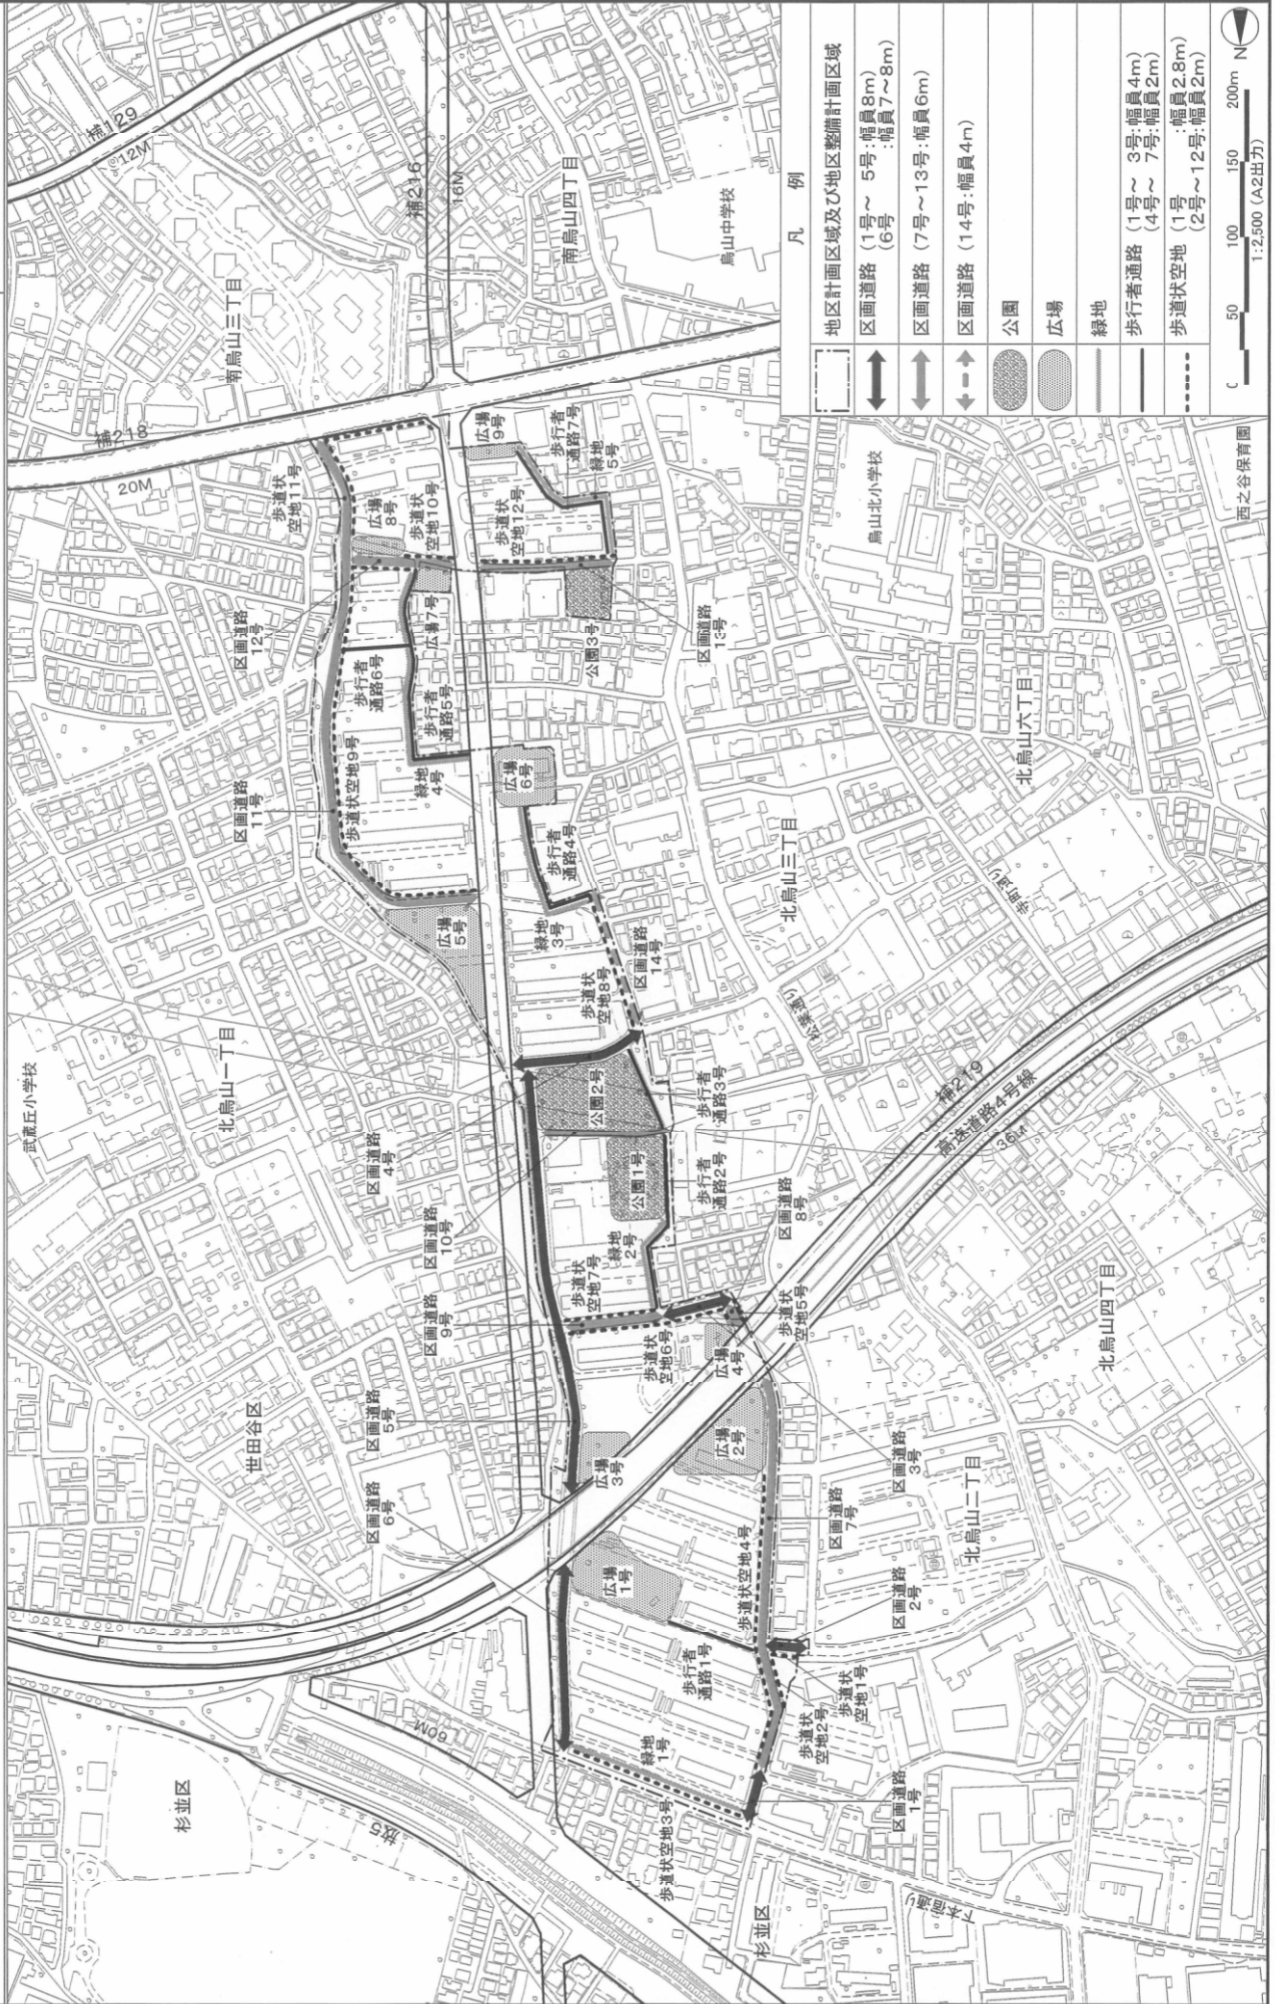 凡 例
地区計画区域及び地区整備計画区域
区画道路 (1号～ 5号:幅員8m)
(6号 :幅員7～8m)
区画道路 (7号～13号:幅員6m)
区画道路 (14号:幅員4m)
公園
広場
緑地
歩行者通路 (1号～ 3号:幅員4m)
(4号～ 7号:幅員2m)
歩道状空地 (1号 :幅員2.8m)
(2号～12号:幅員2m)
50 100 150 200m
1:2,500 (A2出力)
N
武蔵丘小学校
杉並区
世田谷区
北烏山一丁目
南烏山三丁目
補129
12M
補218
20M
補216
16M
放5
60M
区画道路
6号
区画道路
5号
区画道路
9号
区画道路
10号
区画道路
4号
区画道路
11号
区画道路
12号
歩道状
空地11号
広場
8号
歩道状
空地10号
広場7号
歩行者
通路6号
歩行者
通路5号
歩道状空地9号
緑地
4号
広場
5号
南烏山四丁目
烏山中学校
広場
9号
歩行者
通路7号
緑地
5号
歩道状
空地12号
公園3号
区画道路
13号
広場
6号
歩行者
通路4号
緑地
3号
歩道状
空地8号
区画道路
14号
公園2号
歩行者
通路3号
公園1号
歩行者
通路2号
緑地
2号
歩道状
空地7号
区画道路
8号
歩道状
空地6号
歩道状
空地5号
広場
4号
広場
3号
広場
2号
区画道路
3号
広場
1号
歩道状空地4号
区画道路
7号
区画道路
2号
歩行者
通路1号
歩道状
空地1号
歩道状
空地2号
緑地
1号
歩道状空地3号
区画道路
1号
杉並区
下本宿通り
北烏山二丁目
北烏山四丁目
補219
高速道路4号線
36M
松葉通り
北烏山三丁目
寺町通り
北烏山六丁目
烏山北小学校
西之谷保育園